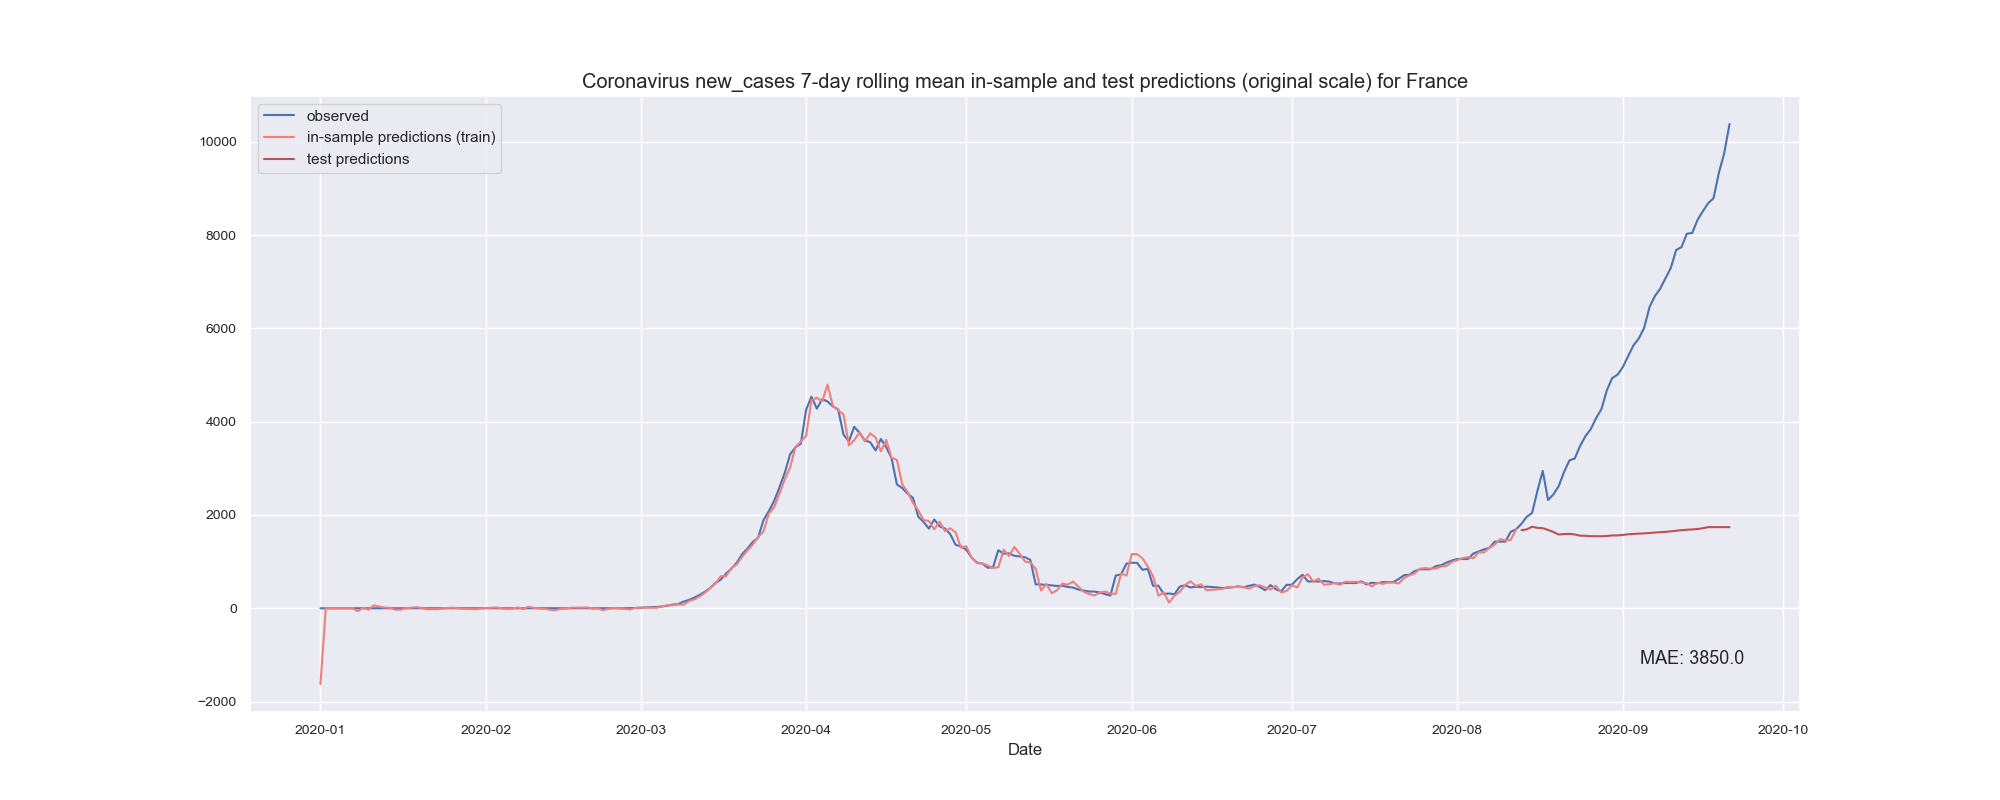 Coronavirus new_cases 7-day rolling mean in-sample and test predictions (original scale) for France
observed
in-sample predictions (train)
test predictions
10000
8000
6000
4000
2000
0
−2000
MAE: 3850.0
2020-01 2020-02 2020-03 2020-04 2020-05 2020-06 2020-07 2020-08 2020-09 2020-10
Date